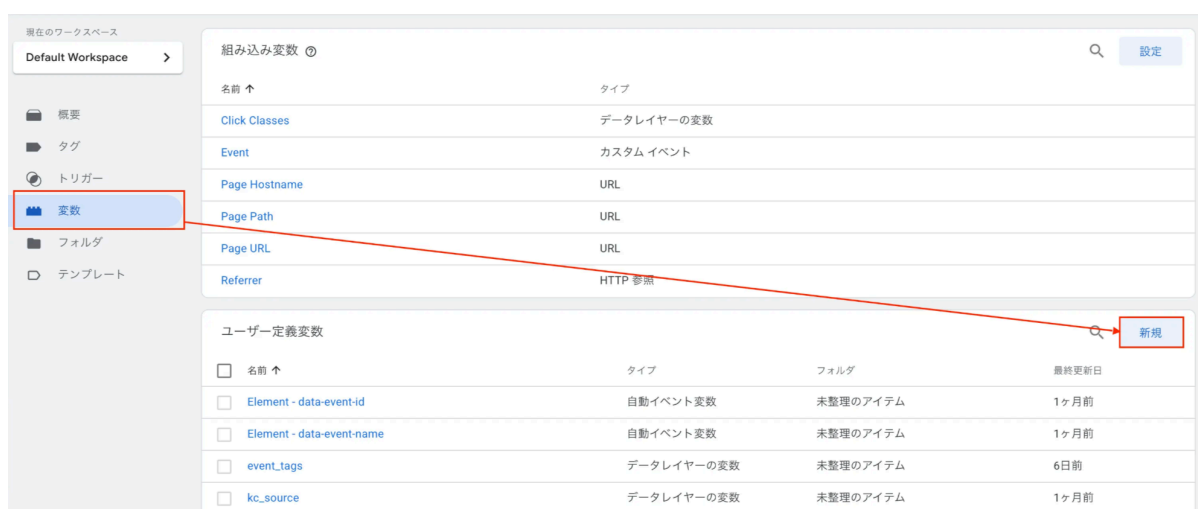 現在のワークスペース
Default Workspace
概要
タグ
トリガー
変数
フォルダ
テンプレート
組み込み変数
設定
名前 タイプ
Click Classes データレイヤーの変数
Event カスタム イベント
Page Hostname URL
Page Path URL
Page URL URL
Referrer HTTP 参照
ユーザー定義変数
新規
名前 タイプ フォルダ 最終更新日
Element - data-event-id 自動イベント変数 未整理のアイテム 1ヶ月前
Element - data-event-name 自動イベント変数 未整理のアイテム 1ヶ月前
event_tags データレイヤーの変数 未整理のアイテム 6日前
kc_source データレイヤーの変数 未整理のアイテム 1ヶ月前